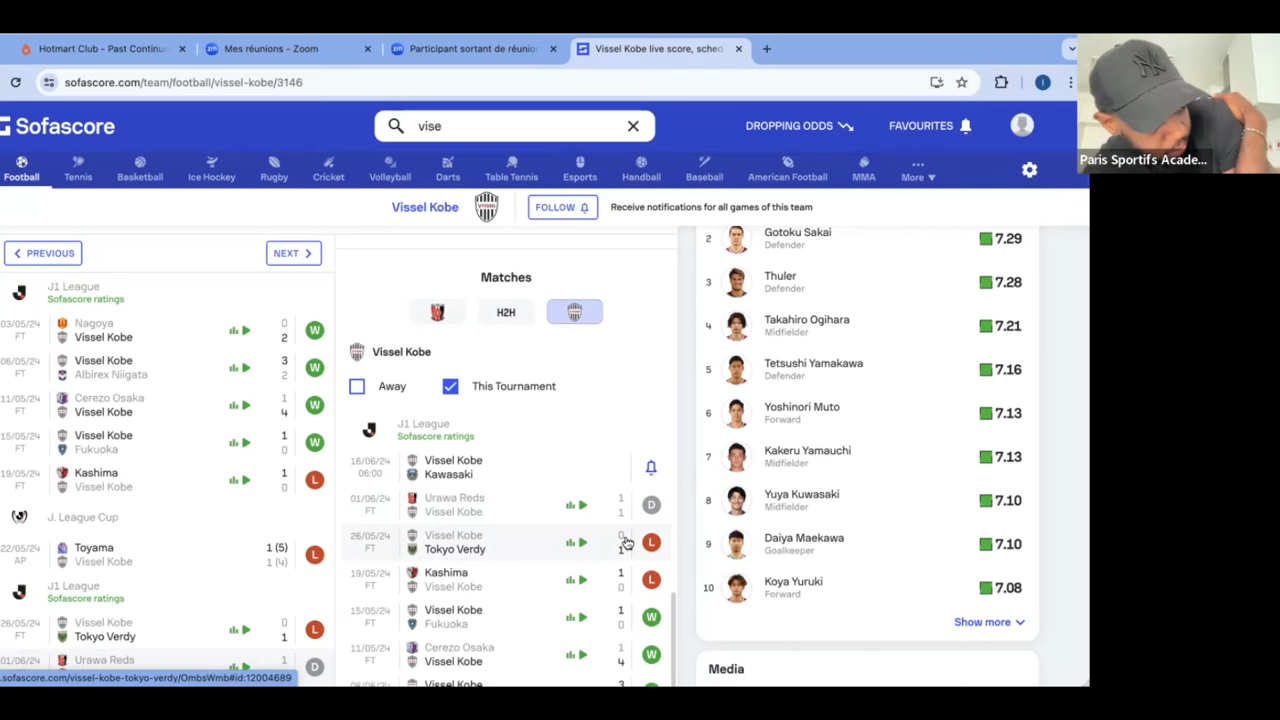 Hotmart Club - Past Continu
Mes réunions - Zoom
Participant sortant de réunio
Vissel Kobe live score, sched
sofascore.com/team/football/vissel-kobe/3146
Sofascore
vise
DROPPING ODDS
FAVOURITES
Paris Sportifs Acade...
Football
Tennis
Basketball
Ice Hockey
Rugby
Cricket
Volleyball
Darts
Table Tennis
Esports
Handball
Baseball
American Football
MMA
More
Vissel Kobe
FOLLOW
Receive notifications for all games of this team
PREVIOUS
NEXT
J1 League
Sofascore ratings
03/05/24 Nagoya 0
FT Vissel Kobe 2 W
06/05/24 Vissel Kobe 3
FT Albirex Niigata 2 W
11/05/24 Cerezo Osaka 1
FT Vissel Kobe 4 W
15/05/24 Vissel Kobe 1
FT Fukuoka 0 W
19/05/24 Kashima 1
FT Vissel Kobe 0 L
J. League Cup
22/05/24 Toyama 1 (5)
AP Vissel Kobe 1 (4) L
J1 League
Sofascore ratings
26/05/24 Vissel Kobe 0
FT Tokyo Verdy 1 L
01/06/24 Urawa Reds 1 D
.sofascore.com/vissel-kobe-tokyo-verdy/OmbsWmb#id:12004689
Matches
H2H
Vissel Kobe
Away
This Tournament
J1 League
Sofascore ratings
16/06/24 Vissel Kobe
06:00 Kawasaki
01/06/24 Urawa Reds 1
FT Vissel Kobe 1 D
26/05/24 Vissel Kobe 0
FT Tokyo Verdy 1 L
19/05/24 Kashima 1
FT Vissel Kobe 0 L
15/05/24 Vissel Kobe 1
FT Fukuoka 0 W
11/05/24 Cerezo Osaka 1
FT Vissel Kobe 4 W
06/05/24 Vissel Kobe 3
2 Gotoku Sakai 7.29
Defender
3 Thuler 7.28
Defender
4 Takahiro Ogihara 7.21
Midfielder
5 Tetsushi Yamakawa 7.16
Defender
6 Yoshinori Muto 7.13
Forward
7 Kakeru Yamauchi 7.13
Midfielder
8 Yuya Kuwasaki 7.10
Midfielder
9 Daiya Maekawa 7.10
Goalkeeper
10 Koya Yuruki 7.08
Forward
Show more
Media